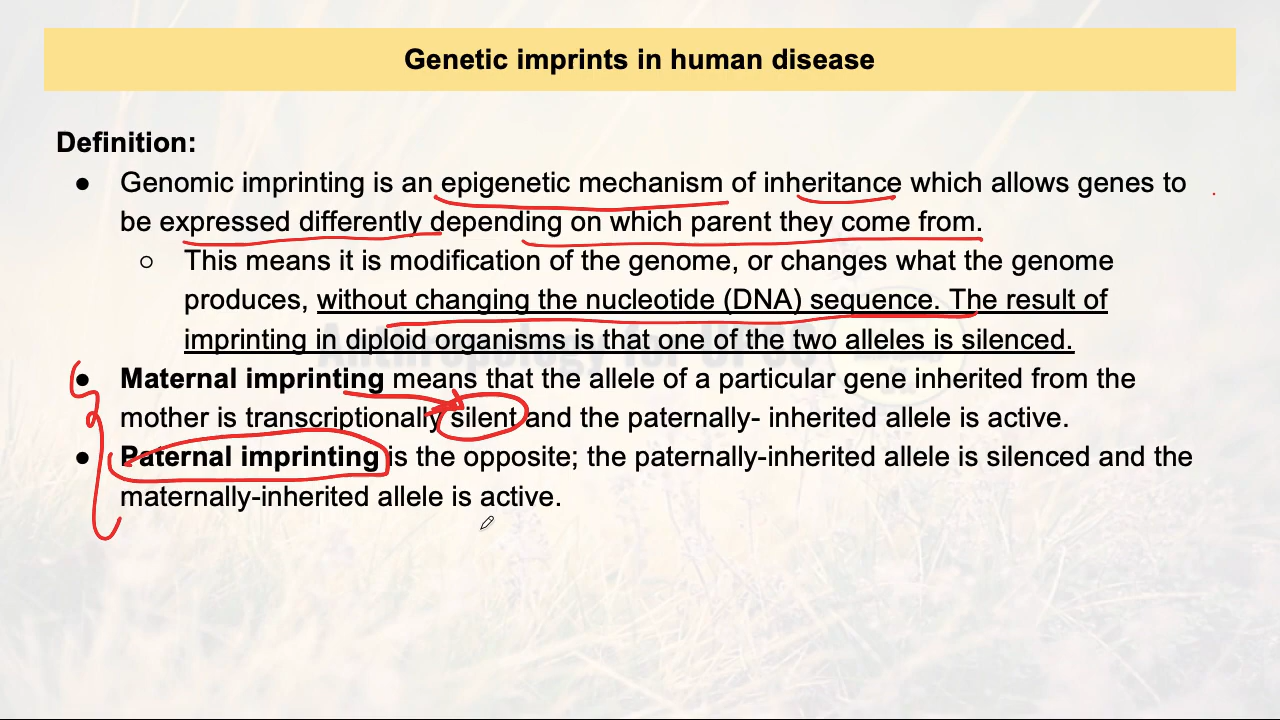 Genetic imprints in human disease
Definition:
● Genomic imprinting is an epigenetic mechanism of inheritance which allows genes to
be expressed differently depending on which parent they come from.
○ This means it is modification of the genome, or changes what the genome
produces, without changing the nucleotide (DNA) sequence. The result of
imprinting in diploid organisms is that one of the two alleles is silenced.
Anthropology for UPSC
● Maternal imprinting means that the allele of a particular gene inherited from the
mother is transcriptionally silent and the paternally- inherited allele is active.
● Paternal imprinting is the opposite; the paternally-inherited allele is silenced and the
maternally-inherited allele is active.